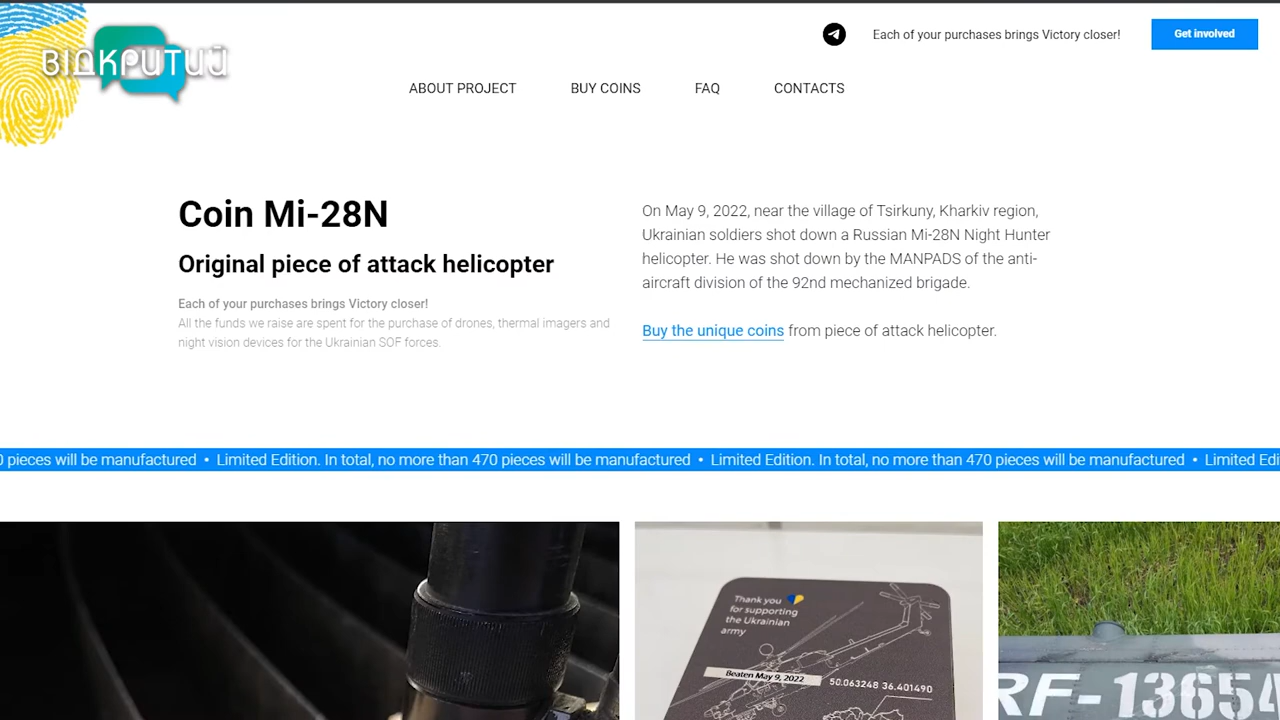 ВІДКРИТИЙ
Each of your purchases brings Victory closer!
Get involved
ABOUT PROJECT
BUY COINS
FAQ
CONTACTS
Coin Mi-28N
Original piece of attack helicopter
Each of your purchases brings Victory closer!
All the funds we raise are spent for the purchase of drones, thermal imagers and
night vision devices for the Ukrainian SOF forces.
On May 9, 2022, near the village of Tsirkuny, Kharkiv region,
Ukrainian soldiers shot down a Russian Mi-28N Night Hunter
helicopter. He was shot down by the MANPADS of the anti-
aircraft division of the 92nd mechanized brigade.
Buy the unique coins from piece of attack helicopter.
0 pieces will be manufactured • Limited Edition. In total, no more than 470 pieces will be manufactured • Limited Edition. In total, no more than 470 pieces will be manufactured • Limited Edi
Thank you
for supporting
the Ukrainian
army
Beaten May 9, 2022
50.063248 36.401490
RF-13654